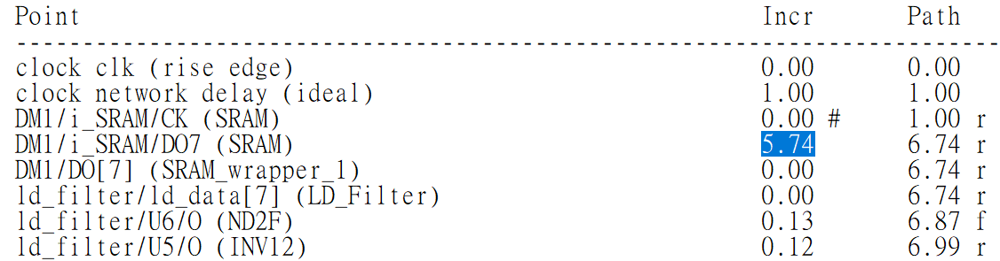 Point Incr Path
--------------------------------------------------------------------------
clock clk (rise edge) 0.00 0.00
clock network delay (ideal) 1.00 1.00
DM1/i_SRAM/CK (SRAM) 0.00 # 1.00 r
DM1/i_SRAM/DO7 (SRAM) 5.74 6.74 r
DM1/DO[7] (SRAM_wrapper_1) 0.00 6.74 r
ld_filter/ld_data[7] (LD_Filter) 0.00 6.74 r
ld_filter/U6/O (ND2F) 0.13 6.87 f
ld_filter/U5/O (INV12) 0.12 6.99 r